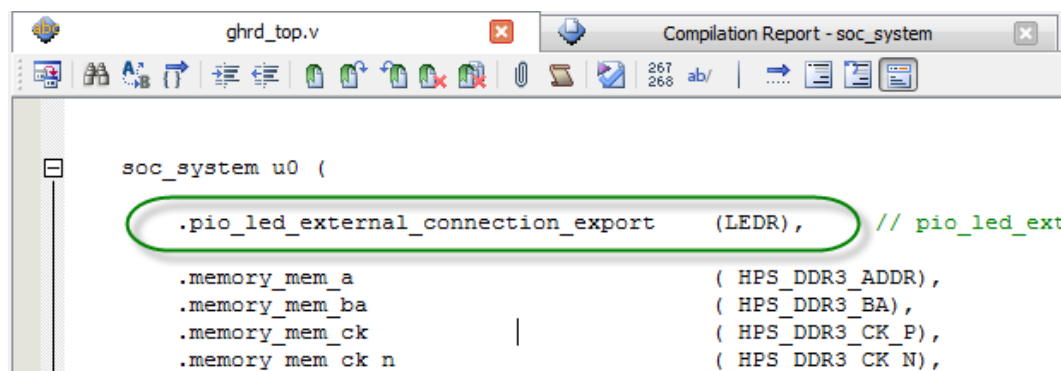 abc ghrd_top.v Compilation Report - soc_system
267
268 ab/
soc_system u0 (
.pio_led_external_connection_export (LEDR), // pio_led_ext
.memory_mem_a ( HPS_DDR3_ADDR),
.memory_mem_ba ( HPS_DDR3_BA),
.memory_mem_ck ( HPS_DDR3_CK_P),
.memory_mem_ck_n ( HPS_DDR3_CK_N),